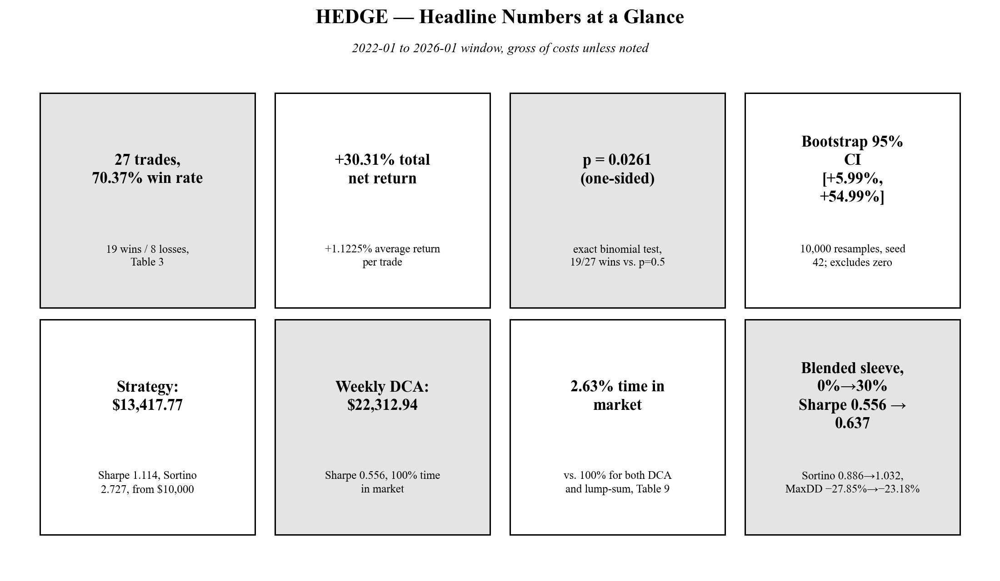 HEDGE — Headline Numbers at a Glance
2022-01 to 2026-01 window, gross of costs unless noted
27 trades,
70.37% win rate
19 wins / 8 losses,
Table 3
+30.31% total
net return
+1.1225% average return
per trade
p = 0.0261
(one-sided)
exact binomial test,
19/27 wins vs. p=0.5
Bootstrap 95%
CI
[+5.99%,
+54.99%]
10,000 resamples, seed
42; excludes zero
Strategy:
$13,417.77
Sharpe 1.114, Sortino
2.727, from $10,000
Weekly DCA:
$22,312.94
Sharpe 0.556, 100% time
in market
2.63% time in
market
vs. 100% for both DCA
and lump-sum, Table 9
Blended sleeve,
0%→30%
Sharpe 0.556 →
0.637
Sortino 0.886→1.032,
MaxDD −27.85%→−23.18%